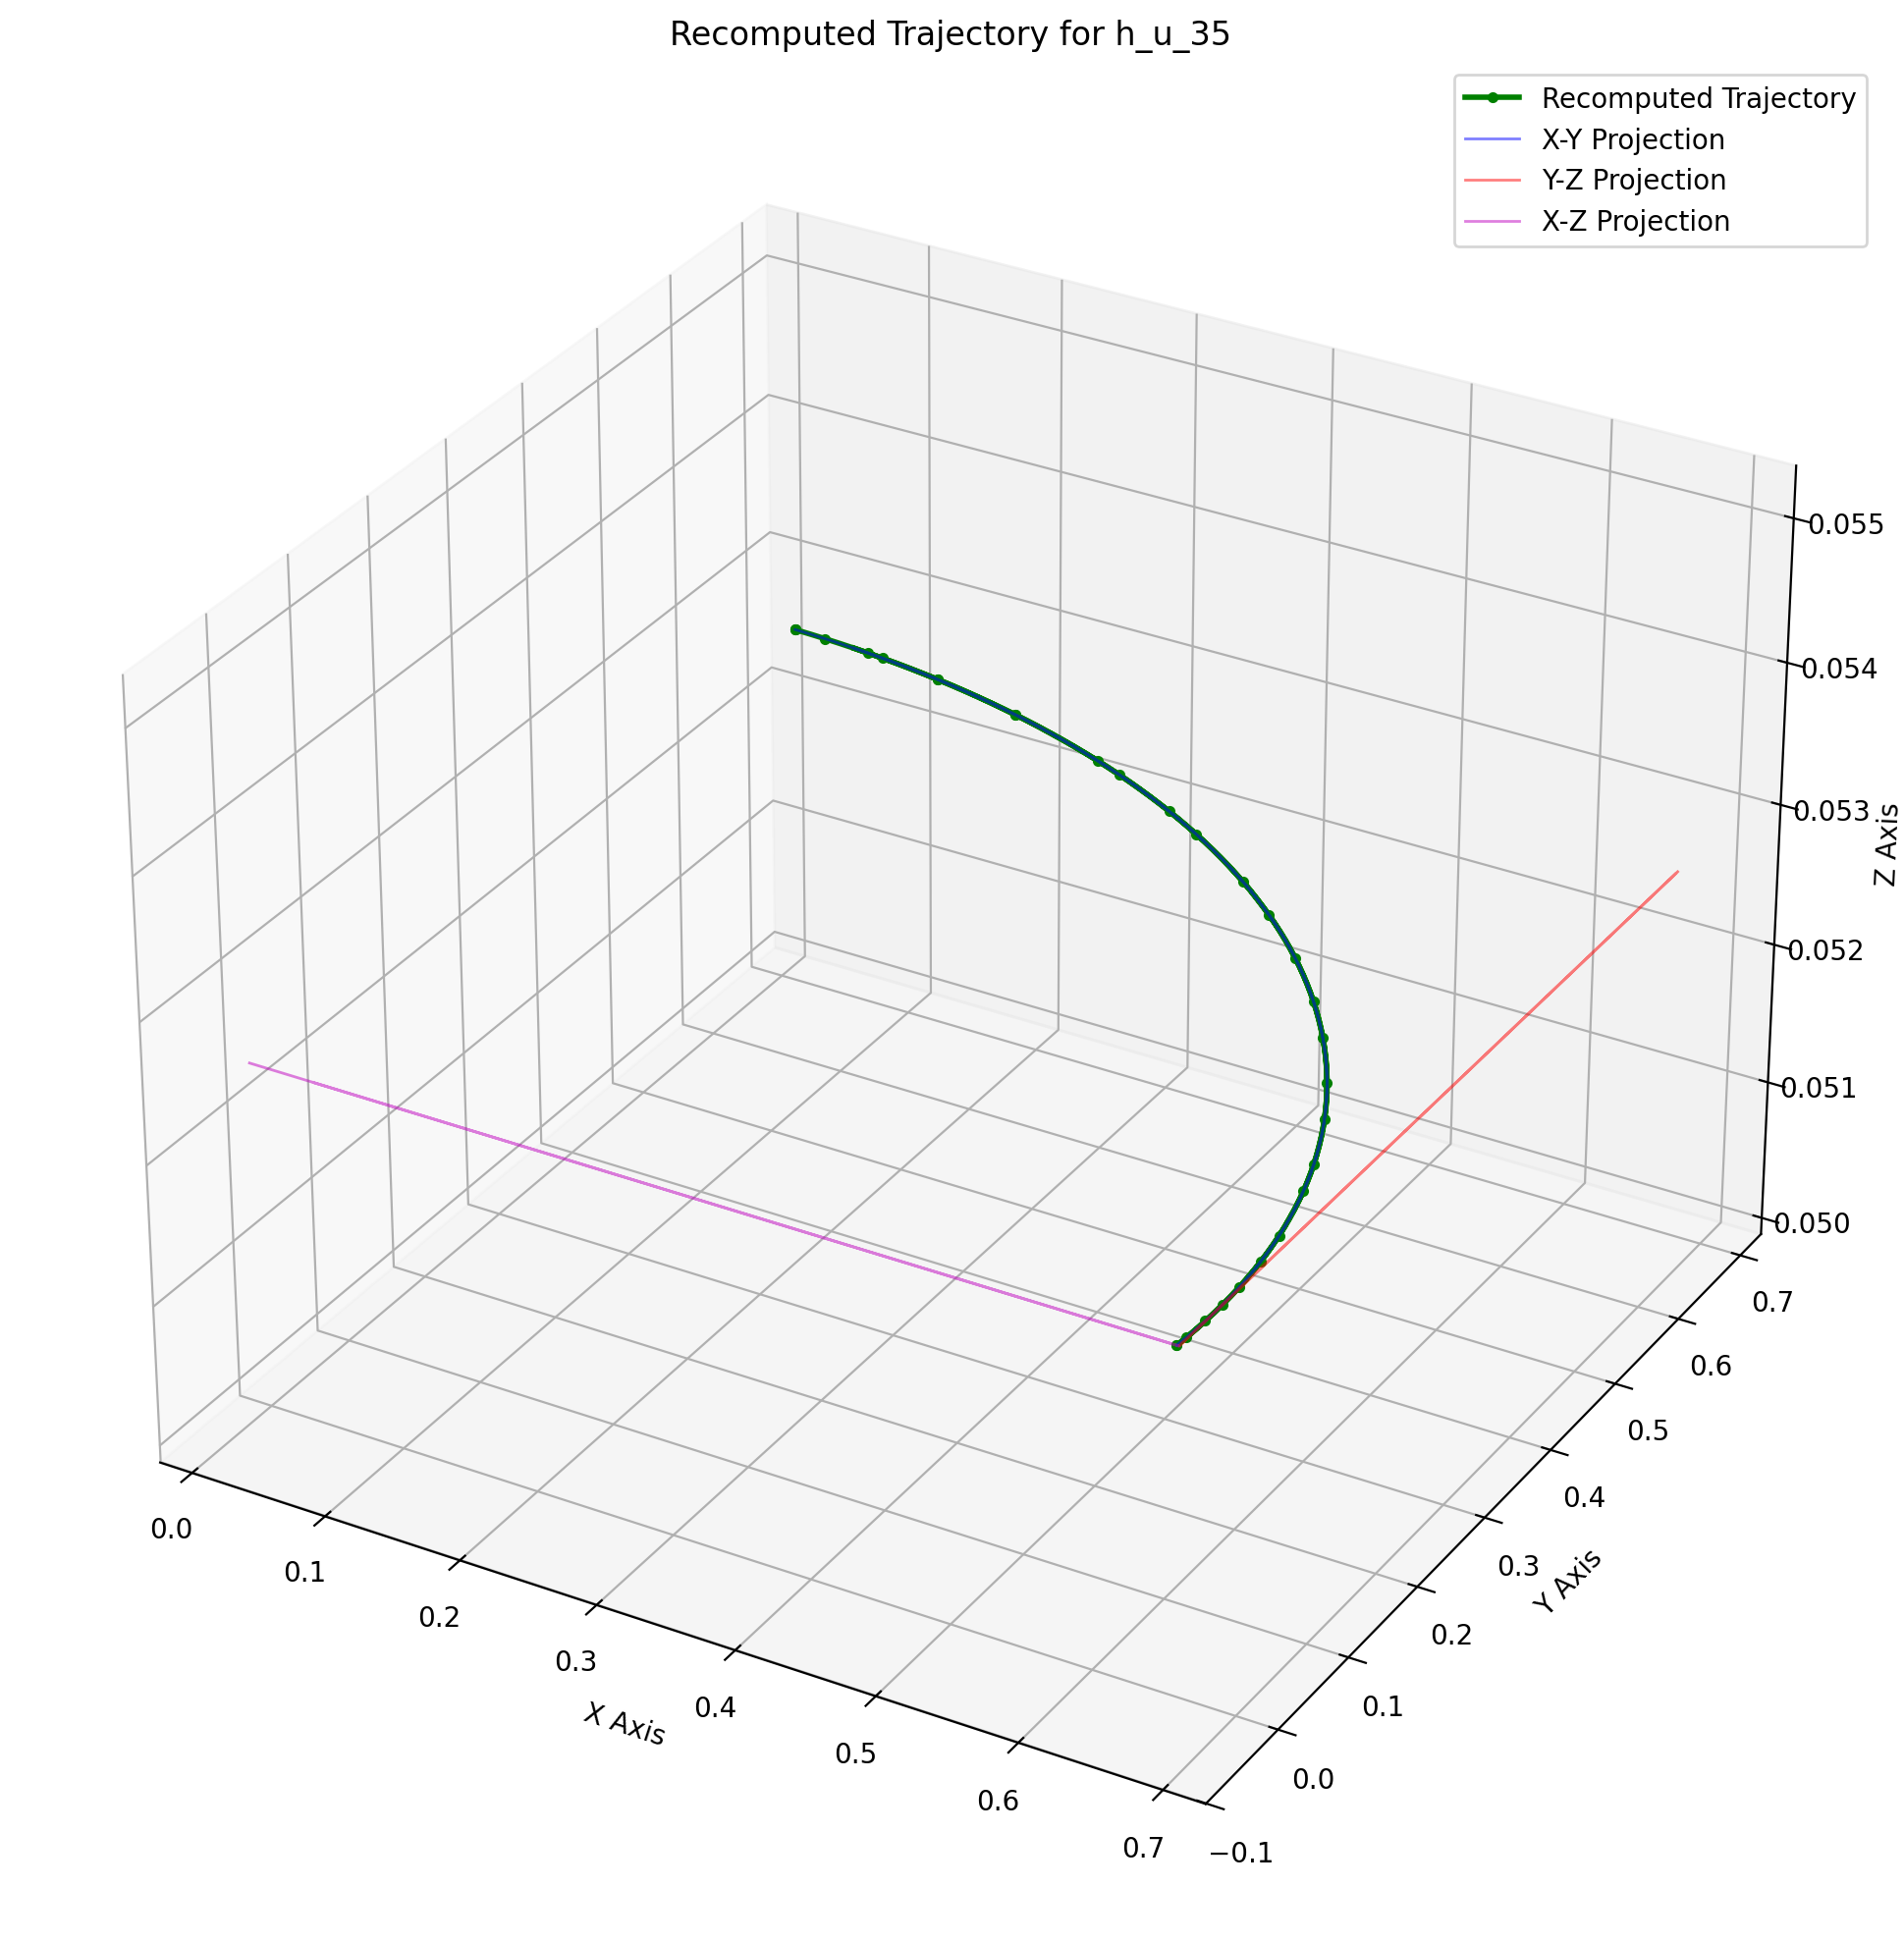 Recomputed Trajectory for h_u_35
Recomputed Trajectory
X-Y Projection
Y-Z Projection
X-Z Projection
0.055
0.054
0.053
0.052
0.051
0.050
Z Axis
0.7
0.6
0.5
0.4
0.3
0.2
0.1
0.0
−0.1
Y Axis
0.0
0.1
0.2
0.3
0.4
0.5
0.6
0.7
X Axis